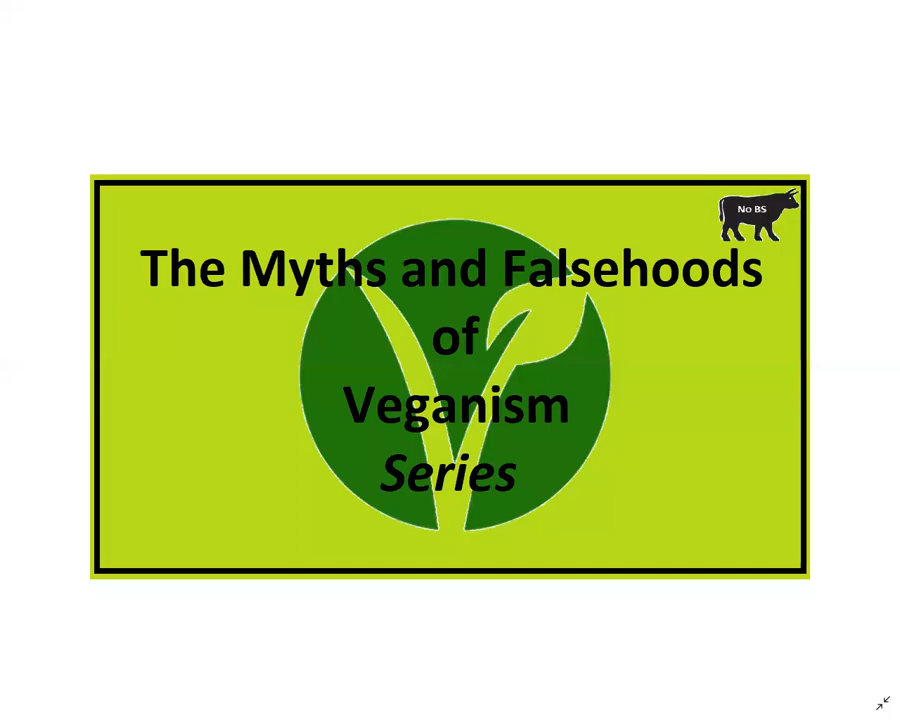 No BS
The Myths and Falsehoods
of
Veganism
Series